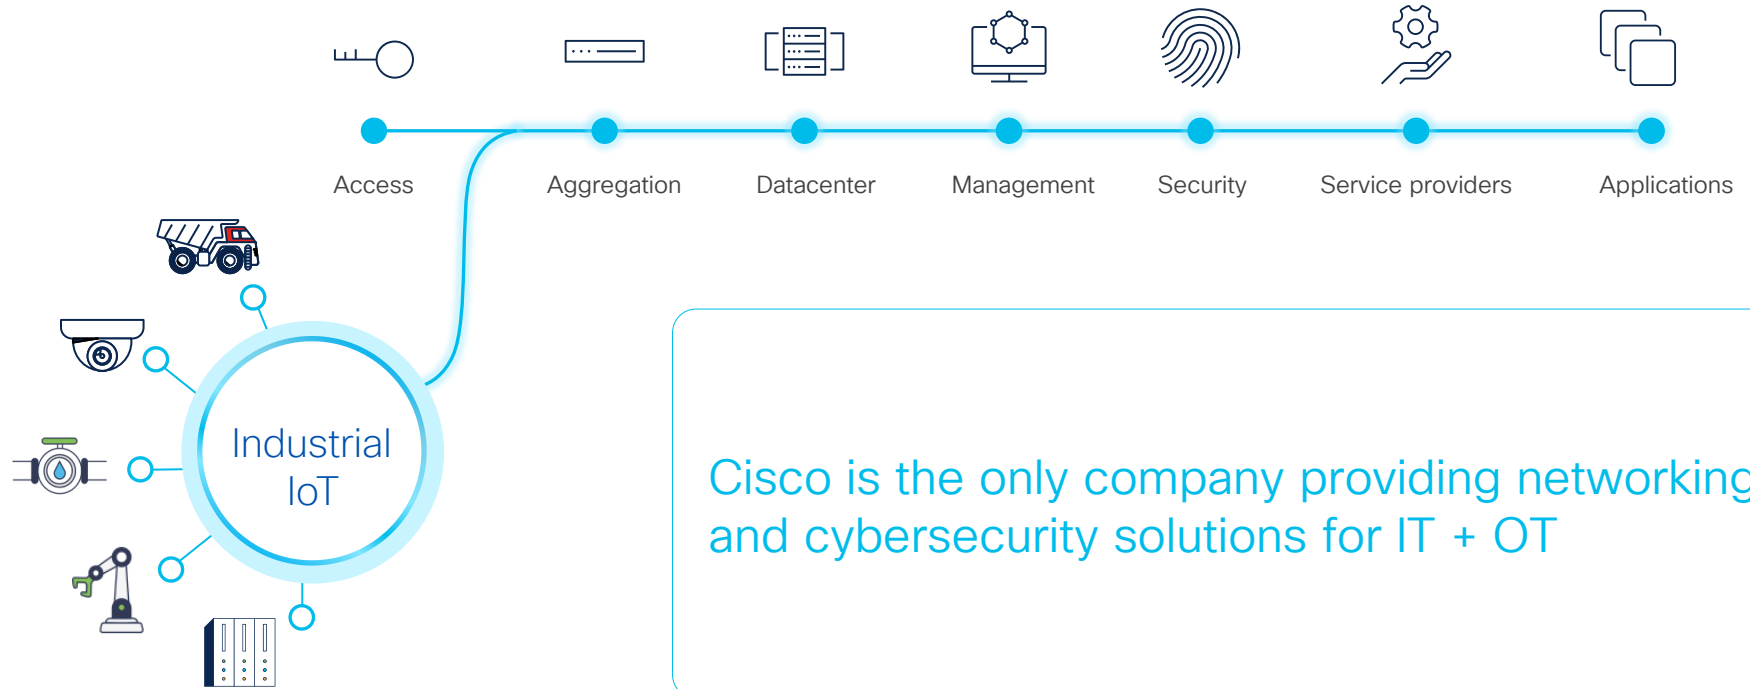 Access
Aggregation
Datacenter
Management
Security
Service providers
Applications
Industrial
IoT
Cisco is the only company providing networking
and cybersecurity solutions for IT + OT